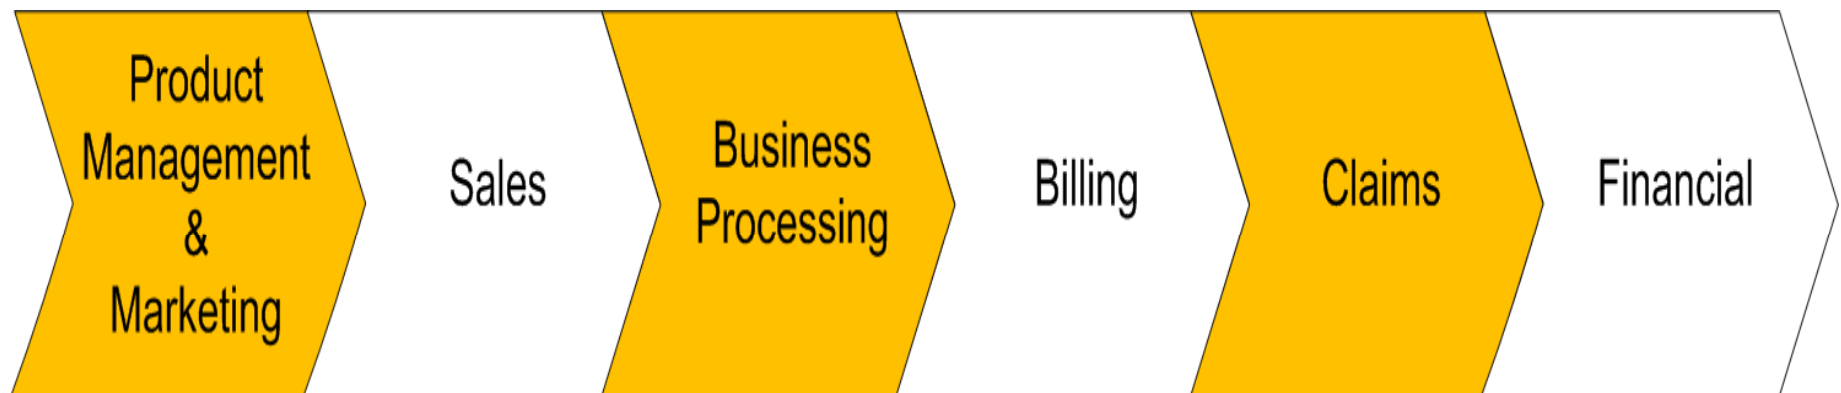 Product
Management
&
Marketing
Sales
Business
Processing
Billing
Claims
Financial